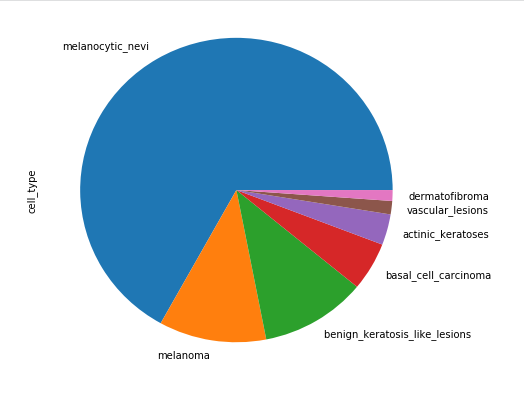 melanocytic_nevi
cell_type
dermatofibroma
vascular_lesions
actinic_keratoses
basal_cell_carcinoma
benign_keratosis_like_lesions
melanoma